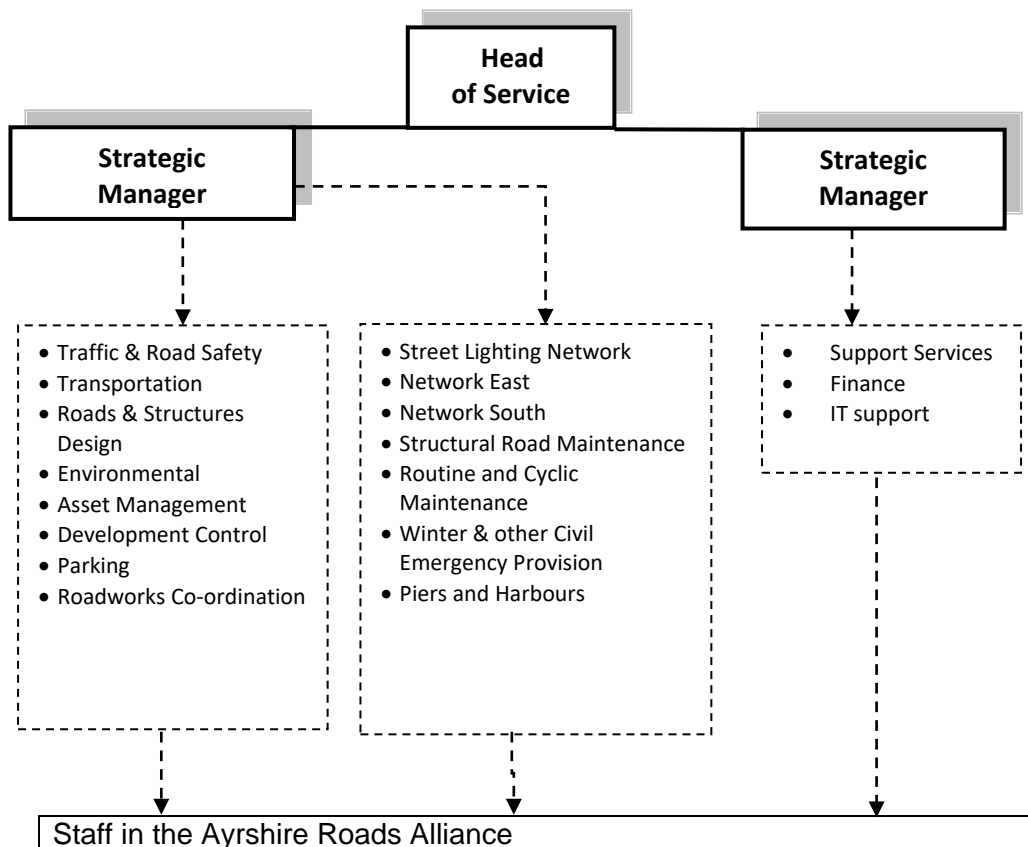 Head
of Service
Strategic
Manager
Strategic
Manager
• Traffic & Road Safety
• Transportation
• Roads & Structures
Design
• Environmental
• Asset Management
• Development Control
• Parking
• Roadworks Co-ordination
• Street Lighting Network
• Network East
• Network South
• Structural Road Maintenance
• Routine and Cyclic
Maintenance
• Winter & other Civil
Emergency Provision
• Piers and Harbours
• Support Services
• Finance
• IT support
Staff in the Ayrshire Roads Alliance